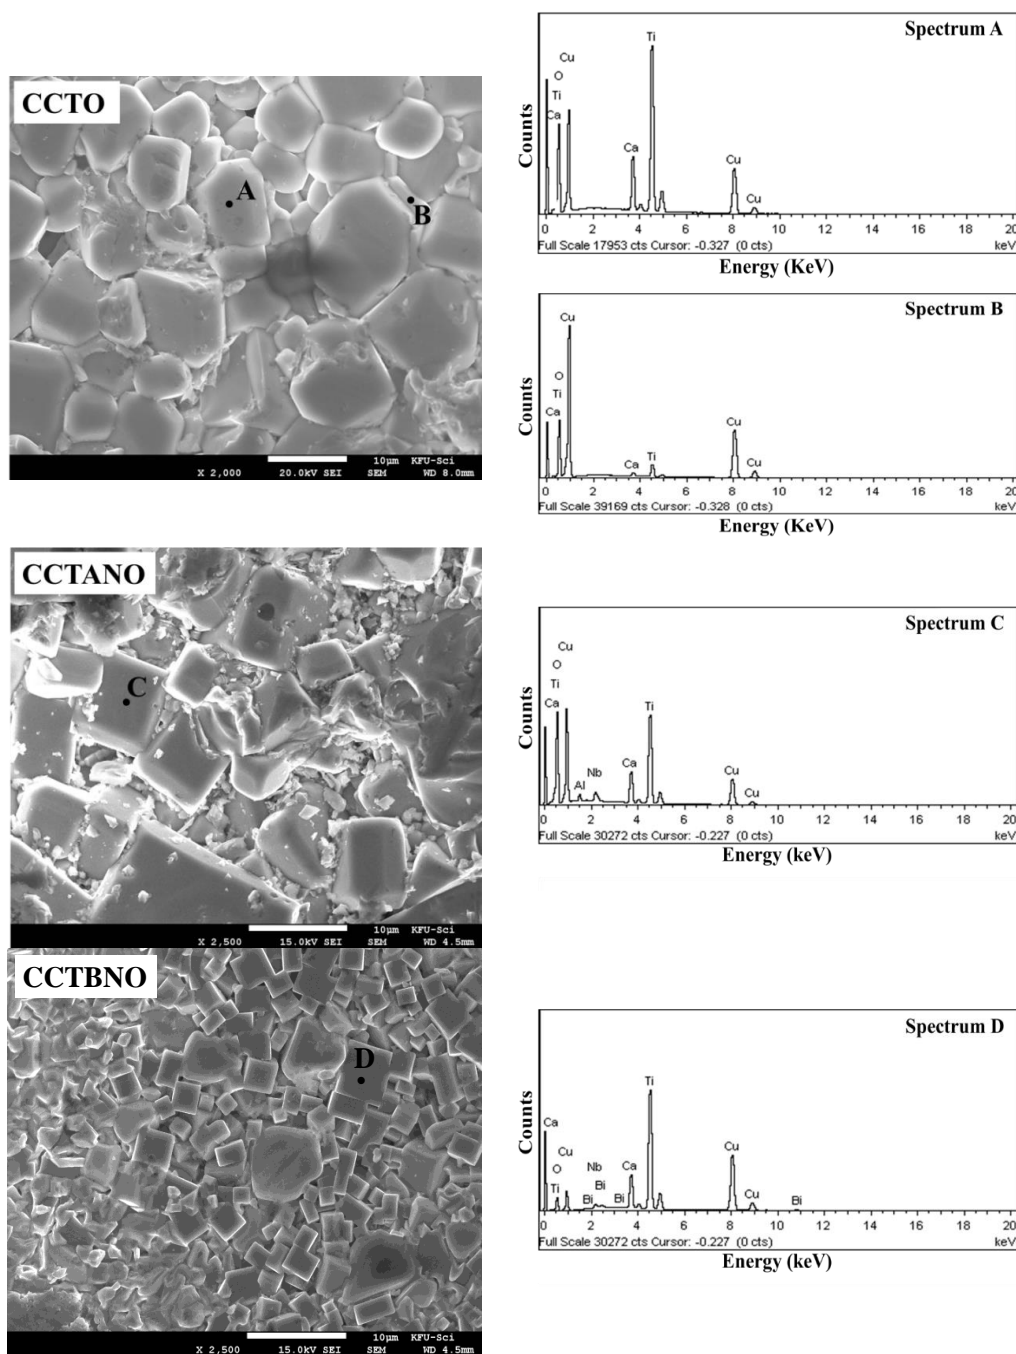 CCTO
A
B
10µm KFU-Sci
X 2,000 20.0kV SEI SEM WD 8.0mm
Spectrum A
Ti
Cu
O
Ti
Ca
Ca
Cu
Cu
Counts
0 2 4 6 8 10 12 14 16 18 20
Full Scale 17953 cts Cursor: -0.327 (0 cts) keV
Energy (KeV)
Spectrum B
Cu
O
Ti
Ca
Ca
Ti
Cu
Cu
Counts
0 2 4 6 8 10 12 14 16 18 20
Full Scale 39169 cts Cursor: -0.328 (0 cts) keV
Energy (KeV)
CCTANO
C
10µm KFU-Sci
X 2,500 15.0kV SEI SEM WD 4.5mm
Spectrum C
Cu
O
Ti
Ca
Al
Nb
Ca
Ti
Cu
Cu
Counts
0 2 4 6 8 10 12 14 16 18 20
Full Scale 30272 cts Cursor: -0.227 (0 cts) keV
Energy (keV)
CCTBNO
D
10µm KFU-Sci
X 2,500 15.0kV SEI SEM WD 4.5mm
Spectrum D
Ti
Ca
Cu
O
Ti
Nb
Bi
Bi
Bi
Ca
Cu
Cu
Bi
Counts
0 2 4 6 8 10 12 14 16 18 20
Full Scale 30272 cts Cursor: -0.227 (0 cts) keV
Energy (keV)